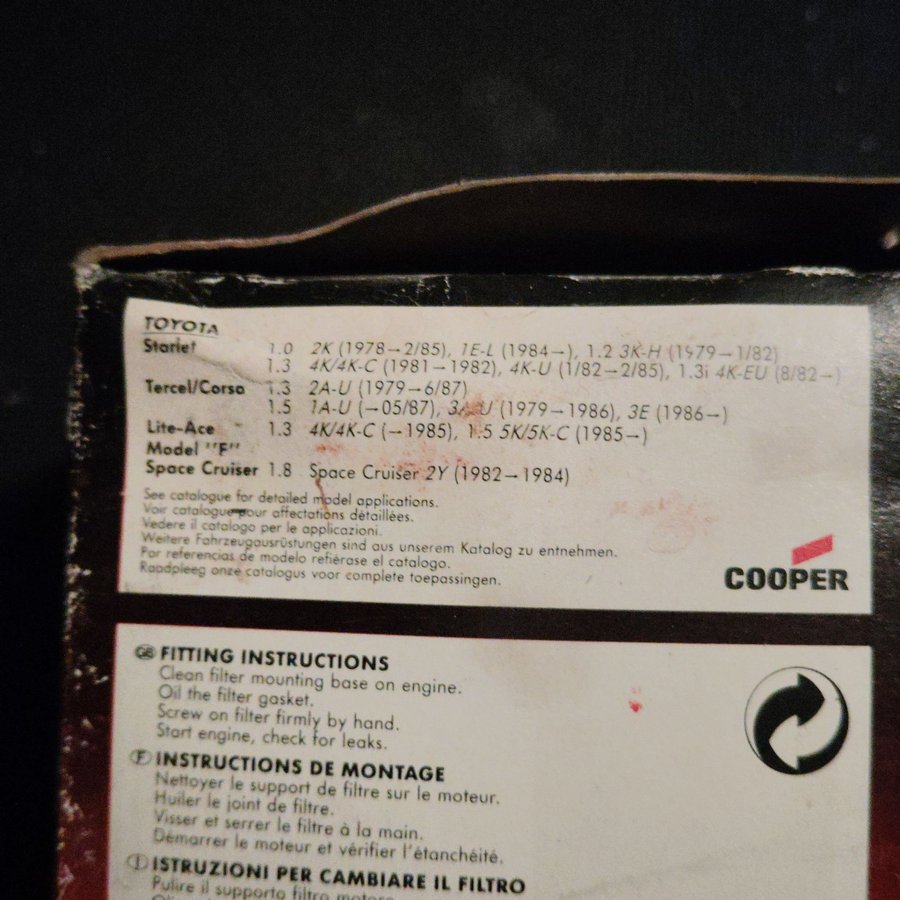 TOYOTA
Starlet 1.0 2K (1978→2/85), 1E-L (1984→), 1.2 3K-H (1979→1/82)
1.3 4K/4K-C (1981→1982), 4K-U (1/82→2/85), 1.3i 4K-EU (8/82→)
Tercel/Corsa 1.3 2A-U (1979→6/87)
1.5 1A-U (→05/87), 3A-U (1979→1986), 3E (1986→)
Lite-Ace 1.3 4K/4K-C (→1985), 1.5 5K/5K-C (1985→)
Model "F"
Space Cruiser 1.8 Space Cruiser 2Y (1982→1984)
See catalogue for detailed model applications.
Voir catalogue pour affectations détaillées.
Vedere il catalogo per le applicazioni.
Weitere Fahrzeugausrüstungen sind aus unserem Katalog zu entnehmen.
Por referencias de modelo refiérase el catalogo.
Raadpleeg onze catalogus voor complete toepassingen.
COOPER
GB FITTING INSTRUCTIONS
Clean filter mounting base on engine.
Oil the filter gasket.
Screw on filter firmly by hand.
Start engine, check for leaks.
F INSTRUCTIONS DE MONTAGE
Nettoyer le support de filtre sur le moteur.
Huiler le joint de filtre.
Visser et serrer le filtre à la main.
Démarrer le moteur et vérifier l'étanchéité.
I ISTRUZIONI PER CAMBIARE IL FILTRO
Pulire il supporto filtro motore